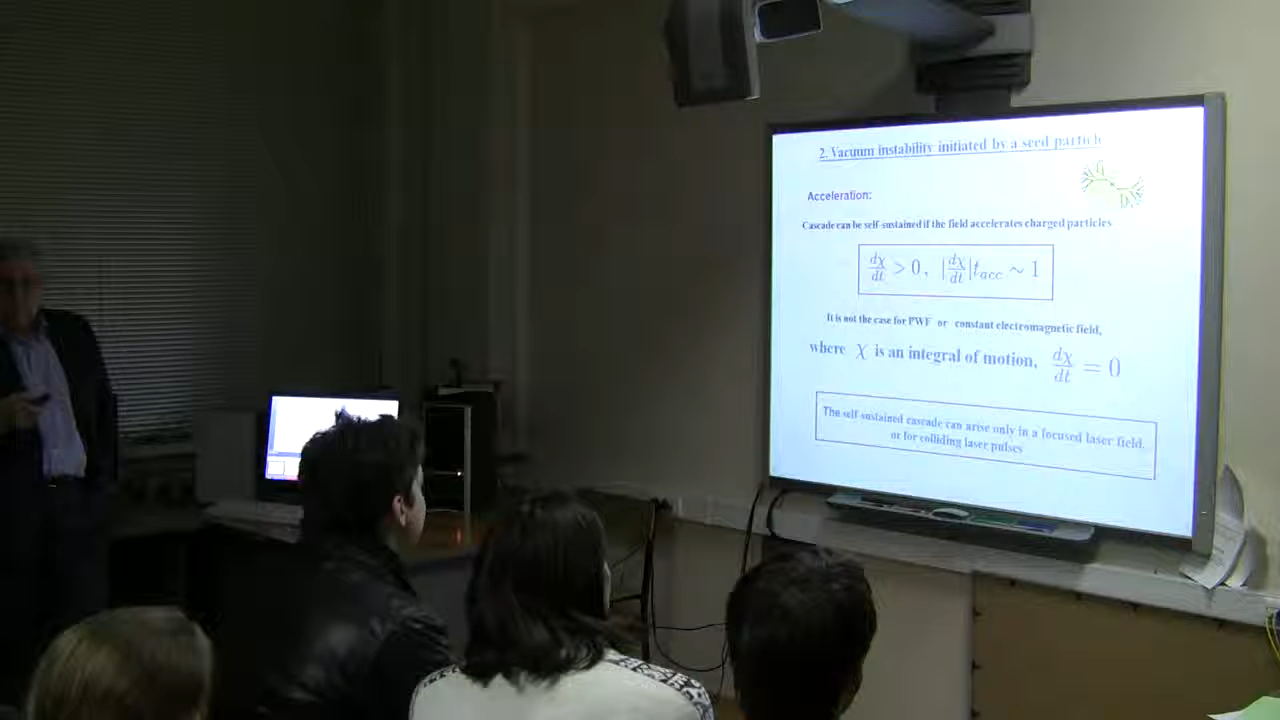 2. Vacuum instability initiated by a seed particle
Acceleration:
Cascade can be self-sustained if the field accelerates charged particles
dχ/dt > 0 , |dχ/dt| t_acc ~ 1
It is not the case for PWF or constant electromagnetic field,
where χ is an integral of motion, dχ/dt = 0
The self-sustained cascade can arise only in a focused laser field.
or for colliding laser pulses